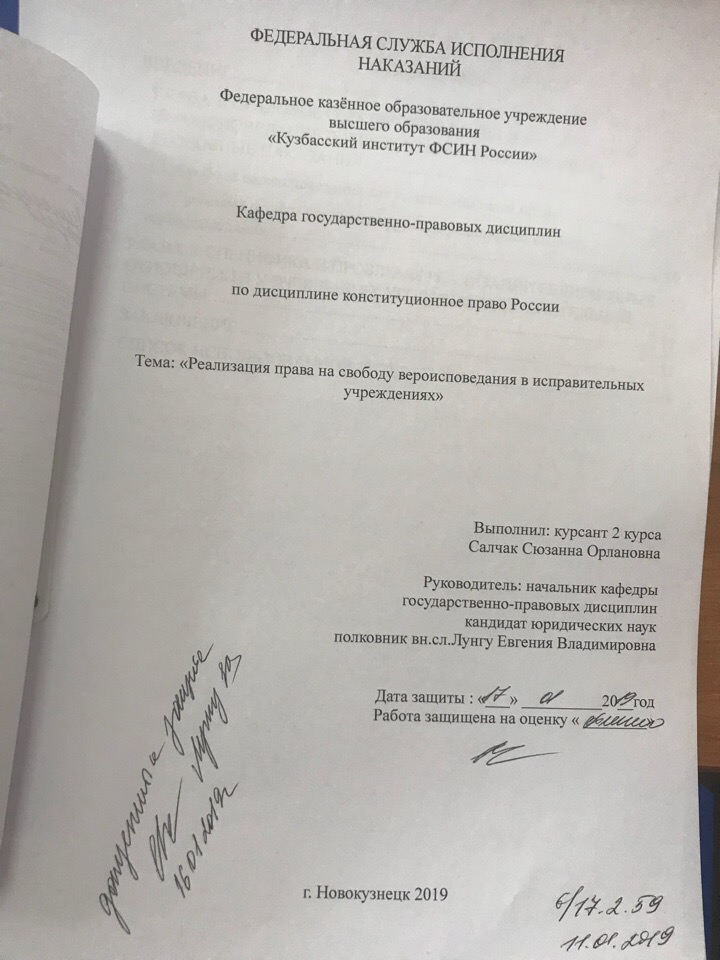 ФЕДЕРАЛЬНАЯ СЛУЖБА ИСПОЛНЕНИЯ
НАКАЗАНИЙ
Федеральное казённое образовательное учреждение
высшего образования
«Кузбасский институт ФСИН России»
Кафедра государственно-правовых дисциплин
по дисциплине конституционное право России
Тема: «Реализация права на свободу вероисповедания в исправительных
учреждениях»
Выполнил: курсант 2 курса
Салчак Сюзанна Орлановна
Руководитель: начальник кафедры
государственно-правовых дисциплин
кандидат юридических наук
полковник вн.сл.Лунгу Евгения Владимировна
Дата защиты : «17» 01 2019 год
Работа защищена на оценку «
к защите
16 01 2019г
г. Новокузнецк 2019
б/17.2.59
11.01.2019